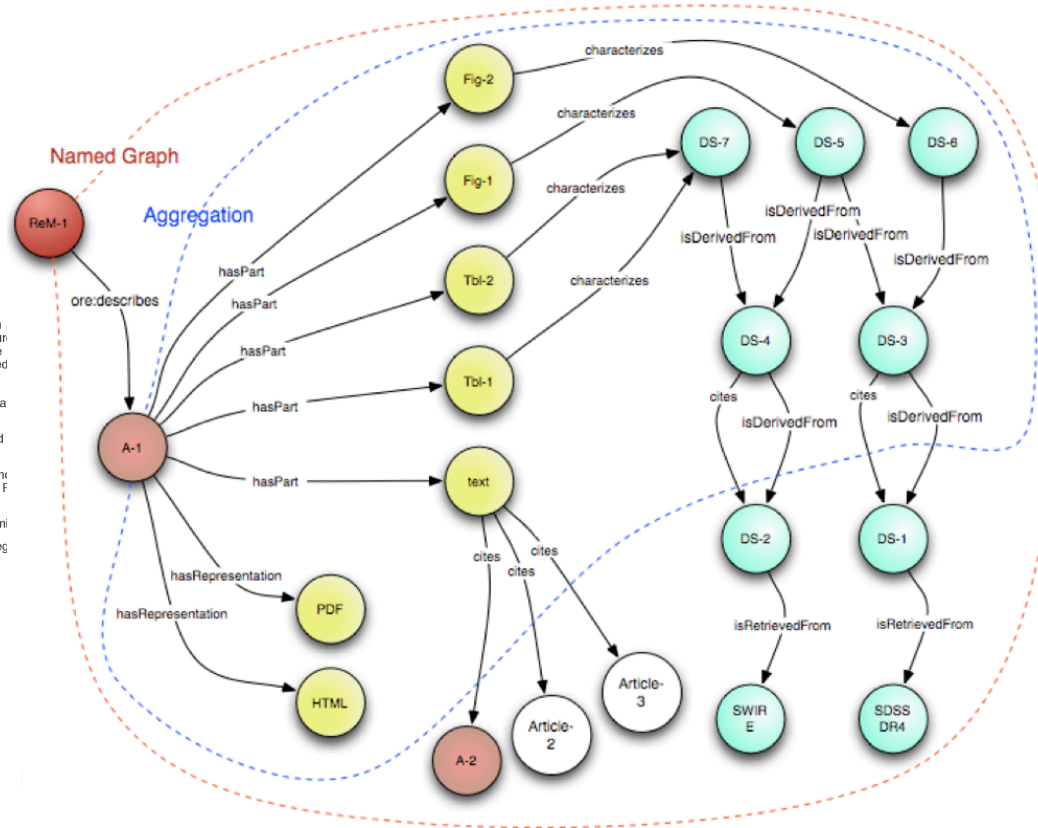 characterizes
Fig-2
characterizes
DS-7
DS-5
DS-6
Named Graph
Fig-1
characterizes
ReM-1
Aggregation
isDerivedFrom
isDerivedFrom
isDerivedFrom
isDerivedFrom
hasPart
Tbl-2
characterizes
ore:describes
hasPart
DS-4
DS-3
hasPart
Tbl-1
cites
cites
hasPart
isDerivedFrom
isDerivedFrom
A-1
hasPart
text
DS-2
DS-1
cites
cites
cites
hasRepresentation
PDF
hasRepresentation
isRetrievedFrom
isRetrievedFrom
HTML
Article-
3
SWIR
E
SDSS
DR4
Article-
2
A-2